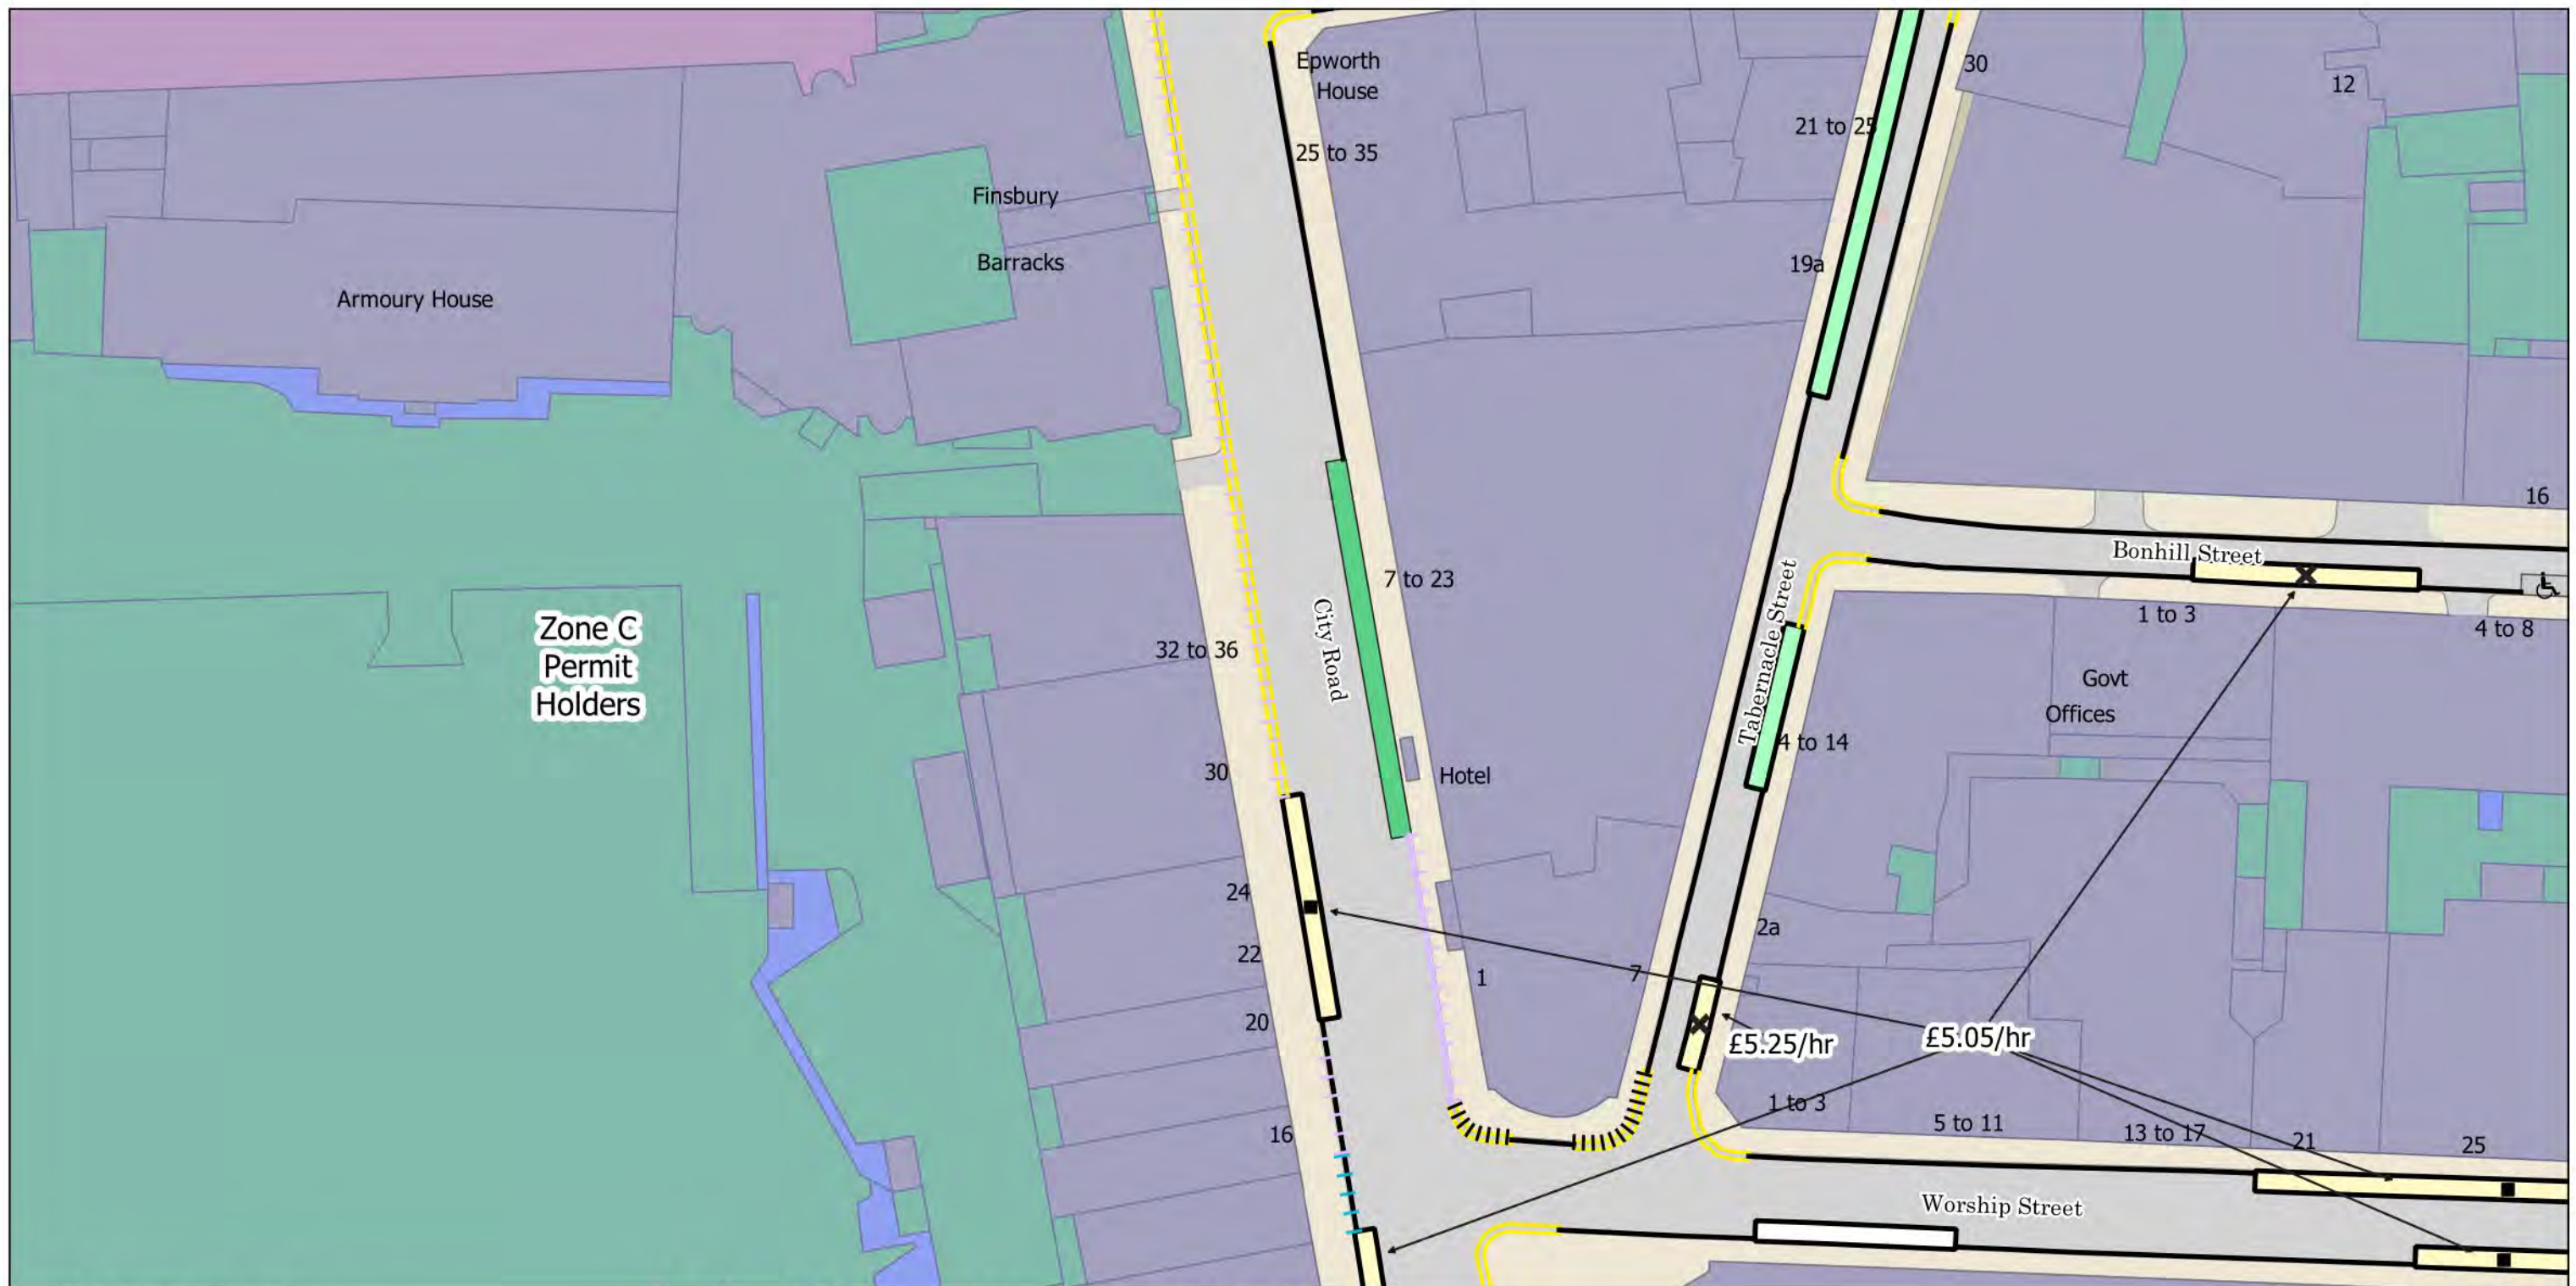 Epworth
House
30
12
21 to 25
25 to 35
Finsbury
Barracks
19a
Armoury House
16
Bonhill Street
7 to 23
City Road
Tabernacle Street
1 to 3
4 to 8
Zone C
Permit
Holders
32 to 36
Govt
Offices
4 to 14
30
Hotel
24
22
2a
7
1
20
£5.25/hr
£5.05/hr
16
1 to 3
5 to 11
13 to 17
21
25
Worship Street